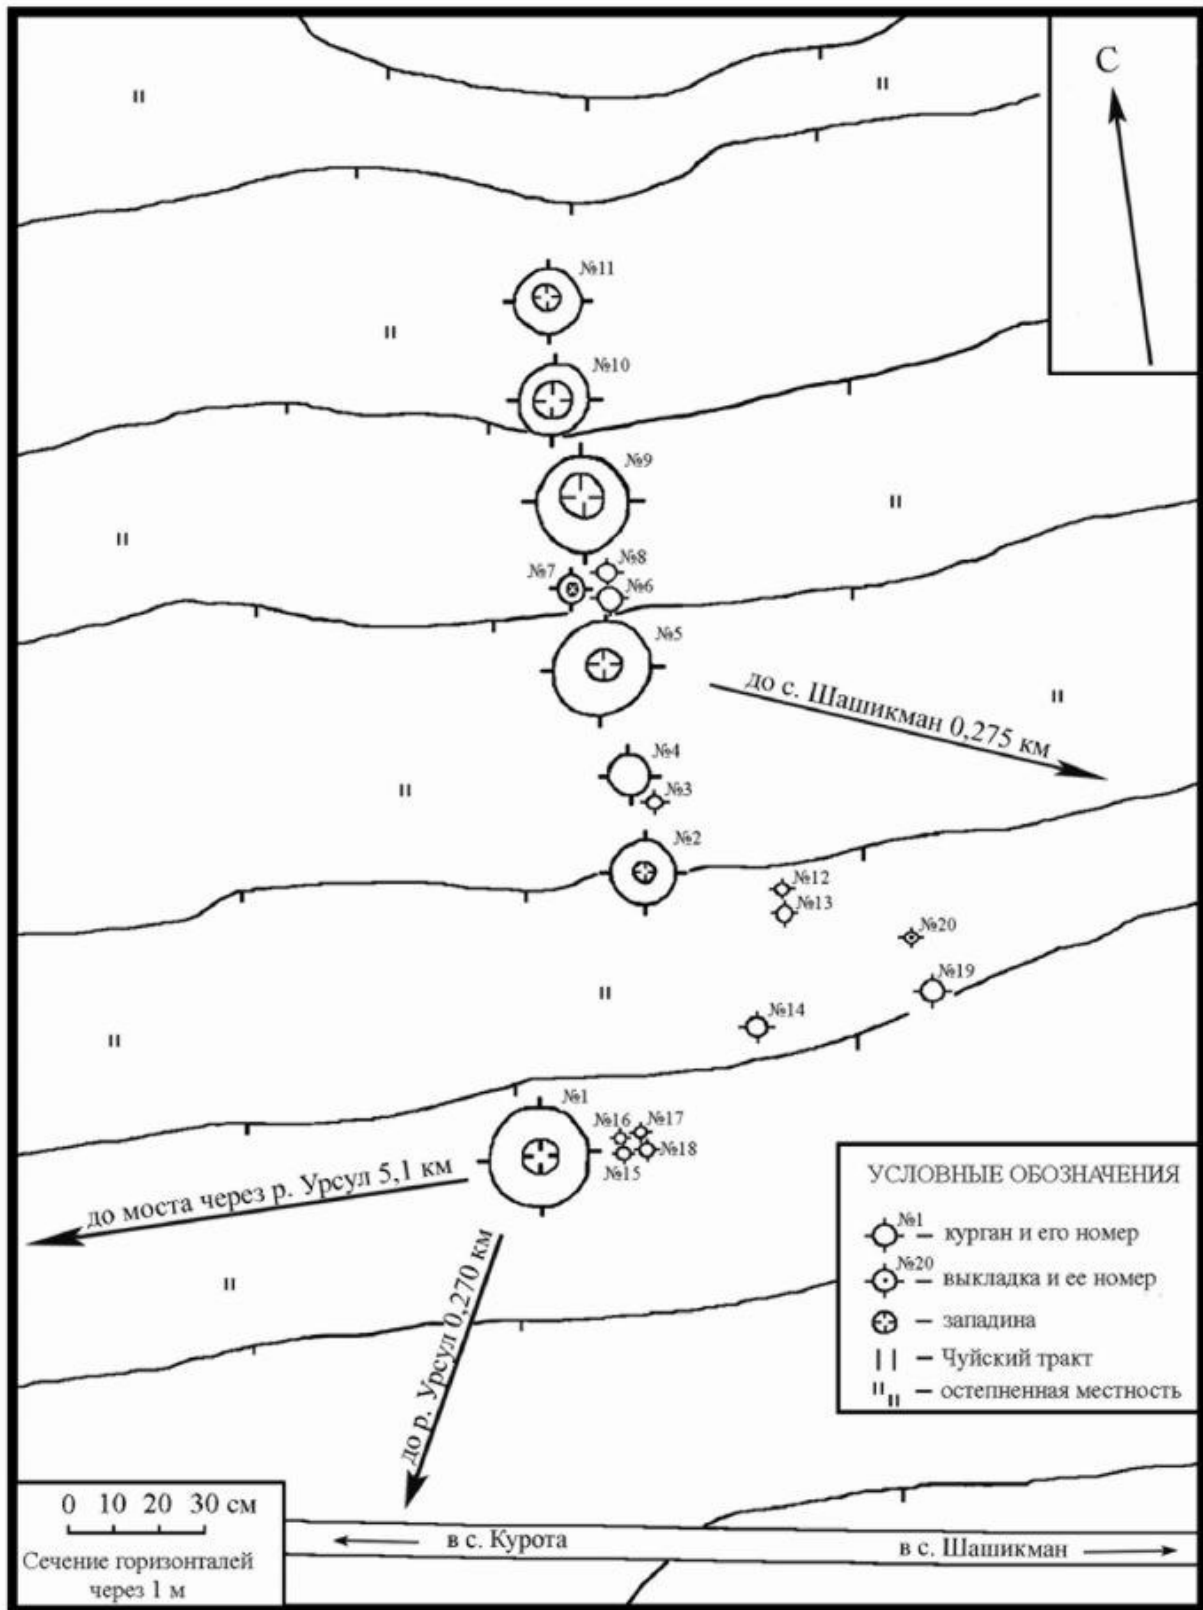 С
№11
№10
№9
№8
№7
№6
№5
до с. Шашикман 0,275 км
№4
№3
№2
№12
№13
№20
№19
№14
№1
№16
№17
№18
№15
до моста через р. Урсул 5,1 км
до р. Урсул 0,270 км
УСЛОВНЫЕ ОБОЗНАЧЕНИЯ
№1 – курган и его номер
№20 – выкладка и ее номер
– западина
– Чуйский тракт
– остепненная местность
0 10 20 30 см
Сечение горизонталей
через 1 м
в с. Курота
в с. Шашикман